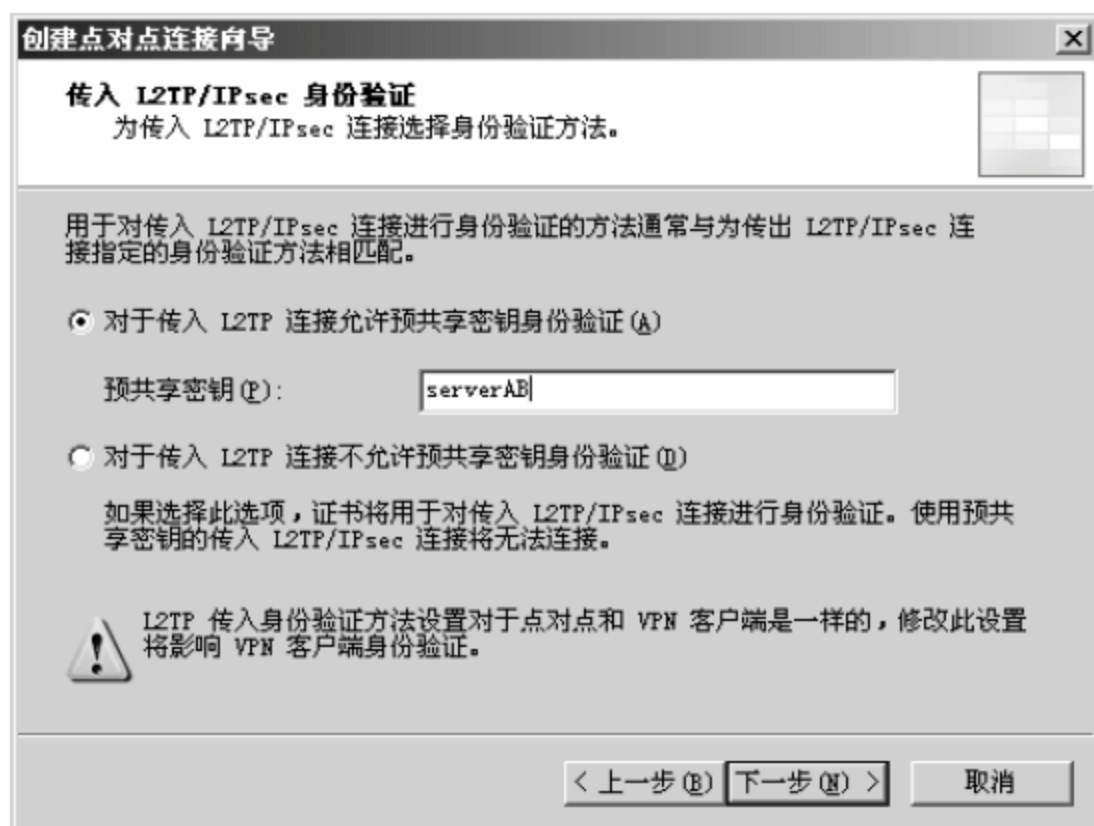 创建点对点连接向导
传入 L2TP/IPsec 身份验证
为传入 L2TP/IPsec 连接选择身份验证方法。
用于对传入 L2TP/IPsec 连接进行身份验证的方法通常与为传出 L2TP/IPsec 连
接指定的身份验证方法相匹配。
对于传入 L2TP 连接允许预共享密钥身份验证(A)
预共享密钥(P): serverAB
对于传入 L2TP 连接不允许预共享密钥身份验证(D)
如果选择此选项，证书将用于对传入 L2TP/IPsec 连接进行身份验证。使用预共
享密钥的传入 L2TP/IPsec 连接将无法连接。
L2TP 传入身份验证方法设置对于点对点和 VPN 客户端是一样的，修改此设置
将影响 VPN 客户端身份验证。
< 上一步(B) 下一步(N) > 取消